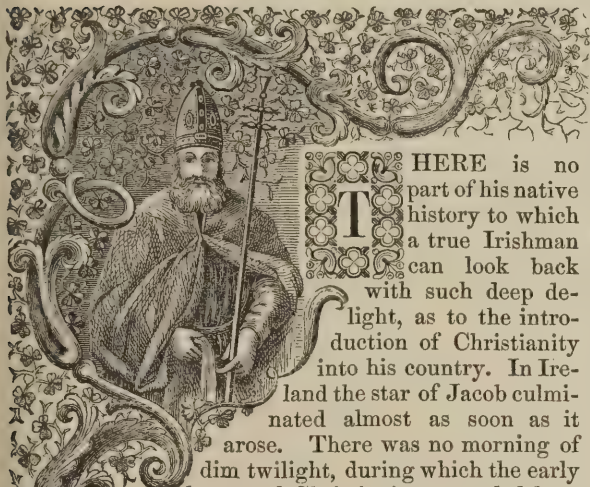 THERE is no
part of his native
history to which
a true Irishman
can look back
with such deep de-
light, as to the intro-
duction of Christianity
into his country. In Ire-
land the star of Jacob culmi-
nated almost as soon as it
arose. There was no morning of
dim twilight, during which the early